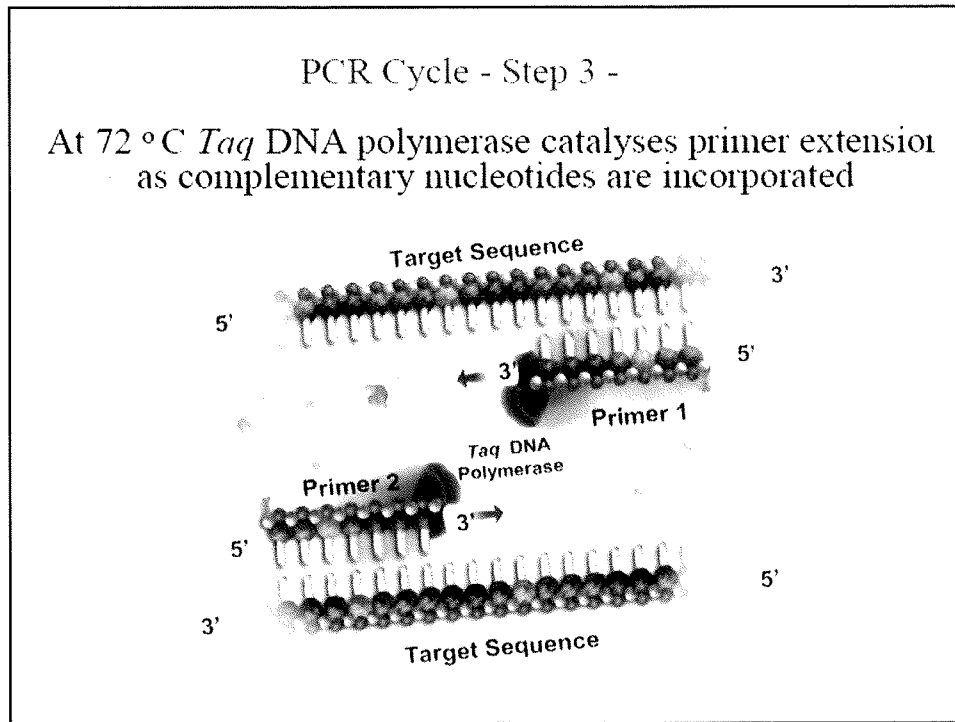 PCR Cycle - Step 3 -
At 72 ° C Taq DNA polymerase catalyses primer extension
as complementary nucleotides are incorporated
Target Sequence
3'
5'
5'
3'
Primer 1
Taq DNA
Polymerase
Primer 2
3'
5'
5'
3'
Target Sequence